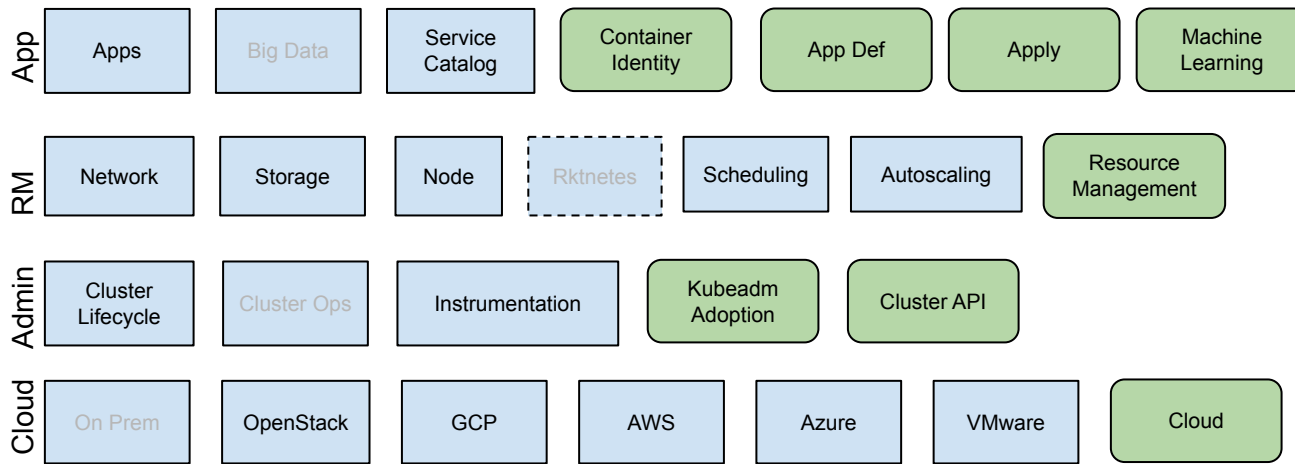 App
Apps
Big Data
Service
Catalog
Container
Identity
App Def
Apply
Machine
Learning
RM
Network
Storage
Node
Rktnetes
Scheduling
Autoscaling
Resource
Management
Admin
Cluster
Lifecycle
Cluster Ops
Instrumentation
Kubeadm
Adoption
Cluster API
Cloud
On Prem
OpenStack
GCP
AWS
Azure
VMware
Cloud